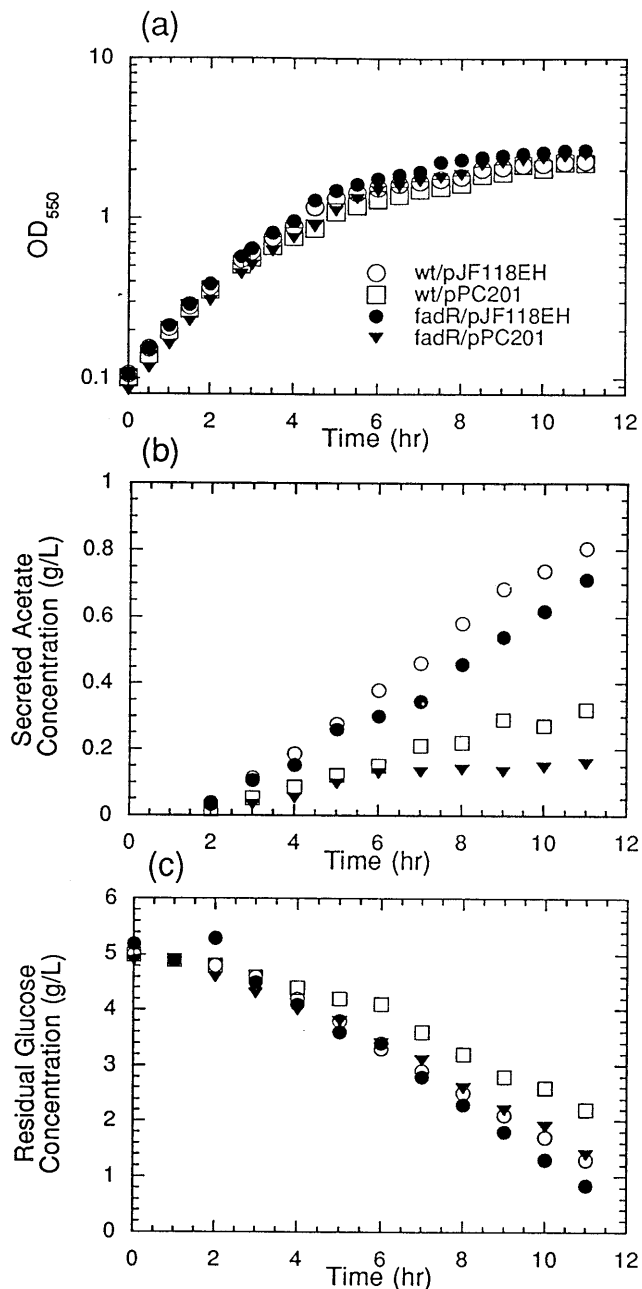 (a)
10
1
0.1
OD550
○ wt/pJF118EH
□ wt/pPC201
● fadR/pJF118EH
▼ fadR/pPC201
0 2 4 6 8 10 12
Time (hr)
(b)
1
0.8
0.6
0.4
0.2
0
Secreted Acetate
Concentration (g/L)
0 2 4 6 8 10 12
Time (hr)
(c)
6
5
4
3
2
1
0
Residual Glucose
Concentration (g/L)
0 2 4 6 8 10 12
Time (hr)